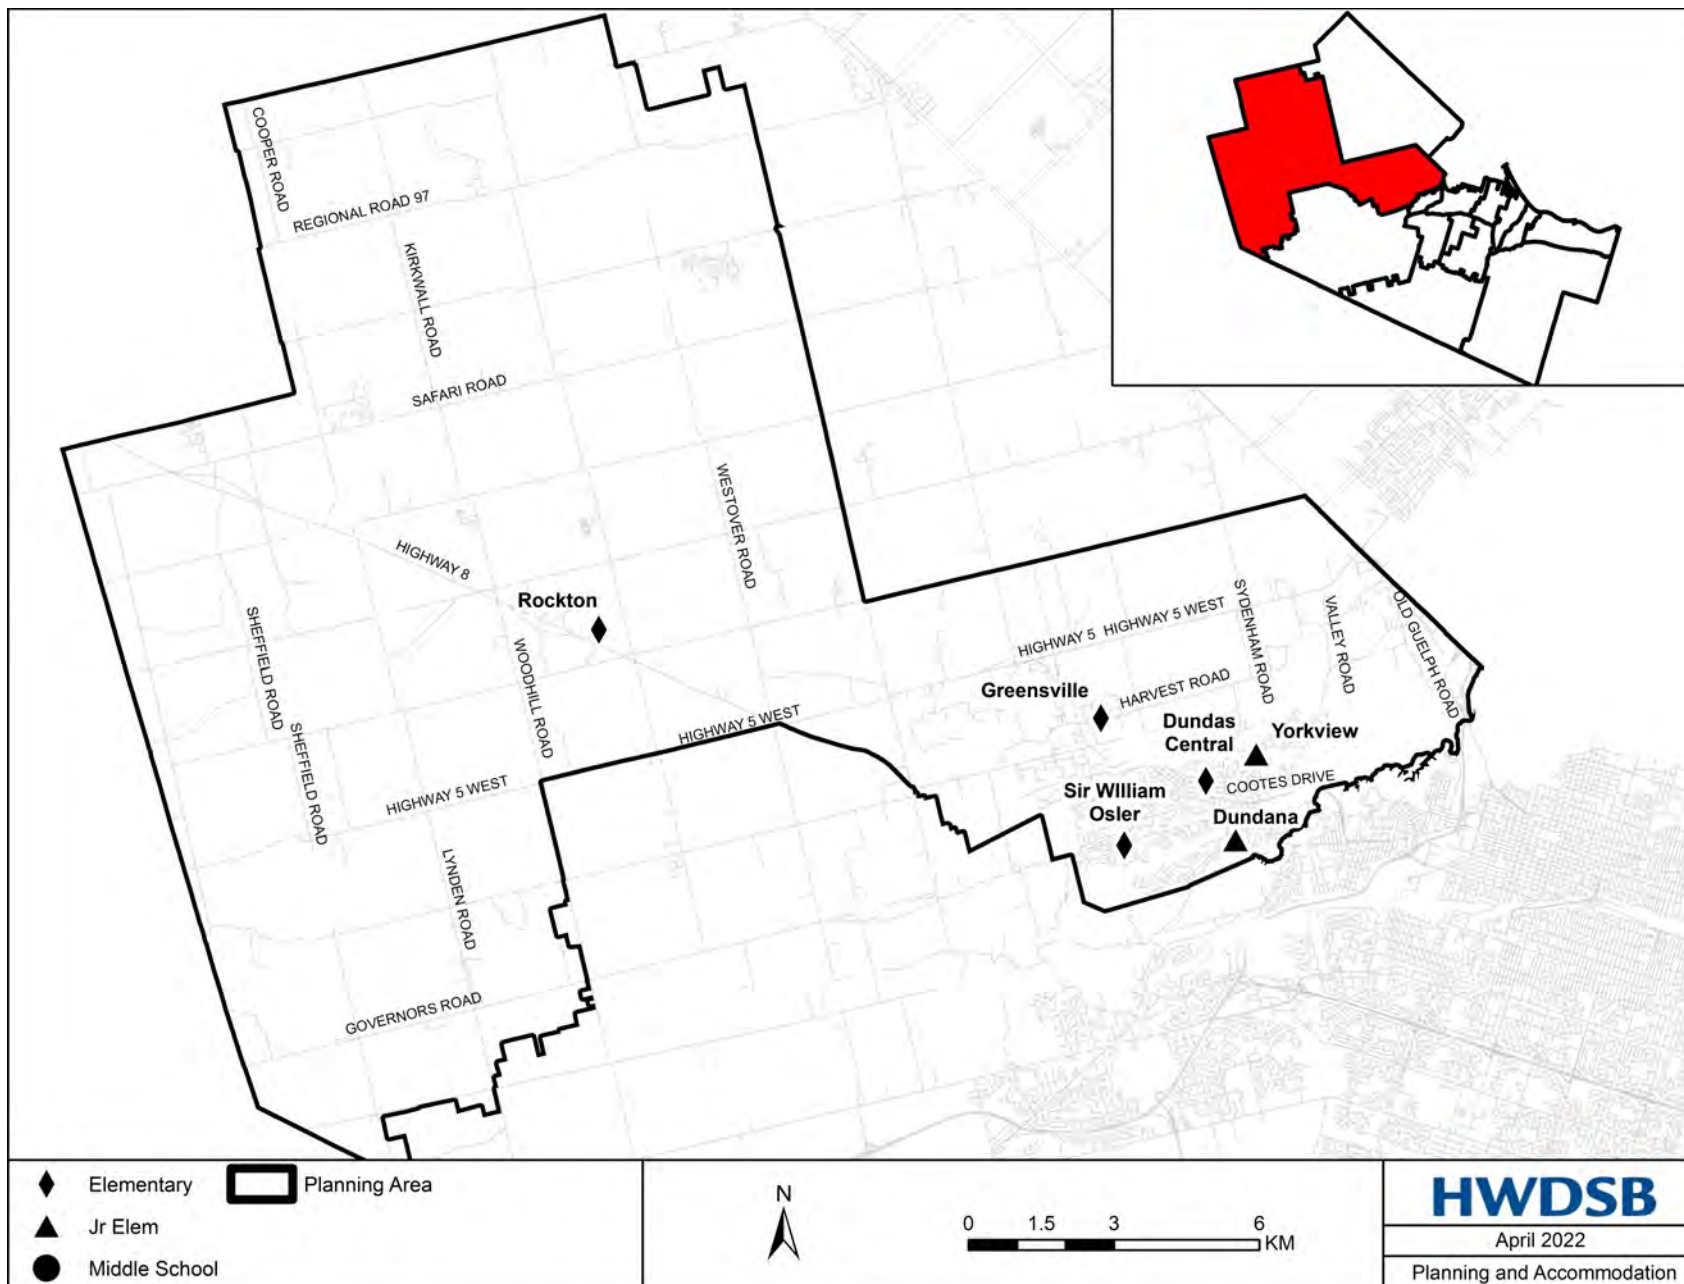 COOPER ROAD
REGIONAL ROAD 97
KIRKWALL ROAD
SAFARI ROAD
WESTOVER ROAD
HIGHWAY 8
Rockton
SHEFFIELD ROAD
SHEFFIELD ROAD
WOODHILL ROAD
HIGHWAY 5 WEST
HIGHWAY 5 WEST
LYNDEN ROAD
GOVERNORS ROAD
HIGHWAY 5
HIGHWAY 5 WEST
SYDENHAM ROAD
VALLEY ROAD
OLD GUELPH ROAD
Greensville
HARVEST ROAD
Dundas
Central
Yorkview
COOTES DRIVE
Sir WIlliam
Osler
Dundana
Elementary
Planning Area
Jr Elem
Middle School
N
0 1.5 3 6
KM
HWDSB
April 2022
Planning and Accommodation